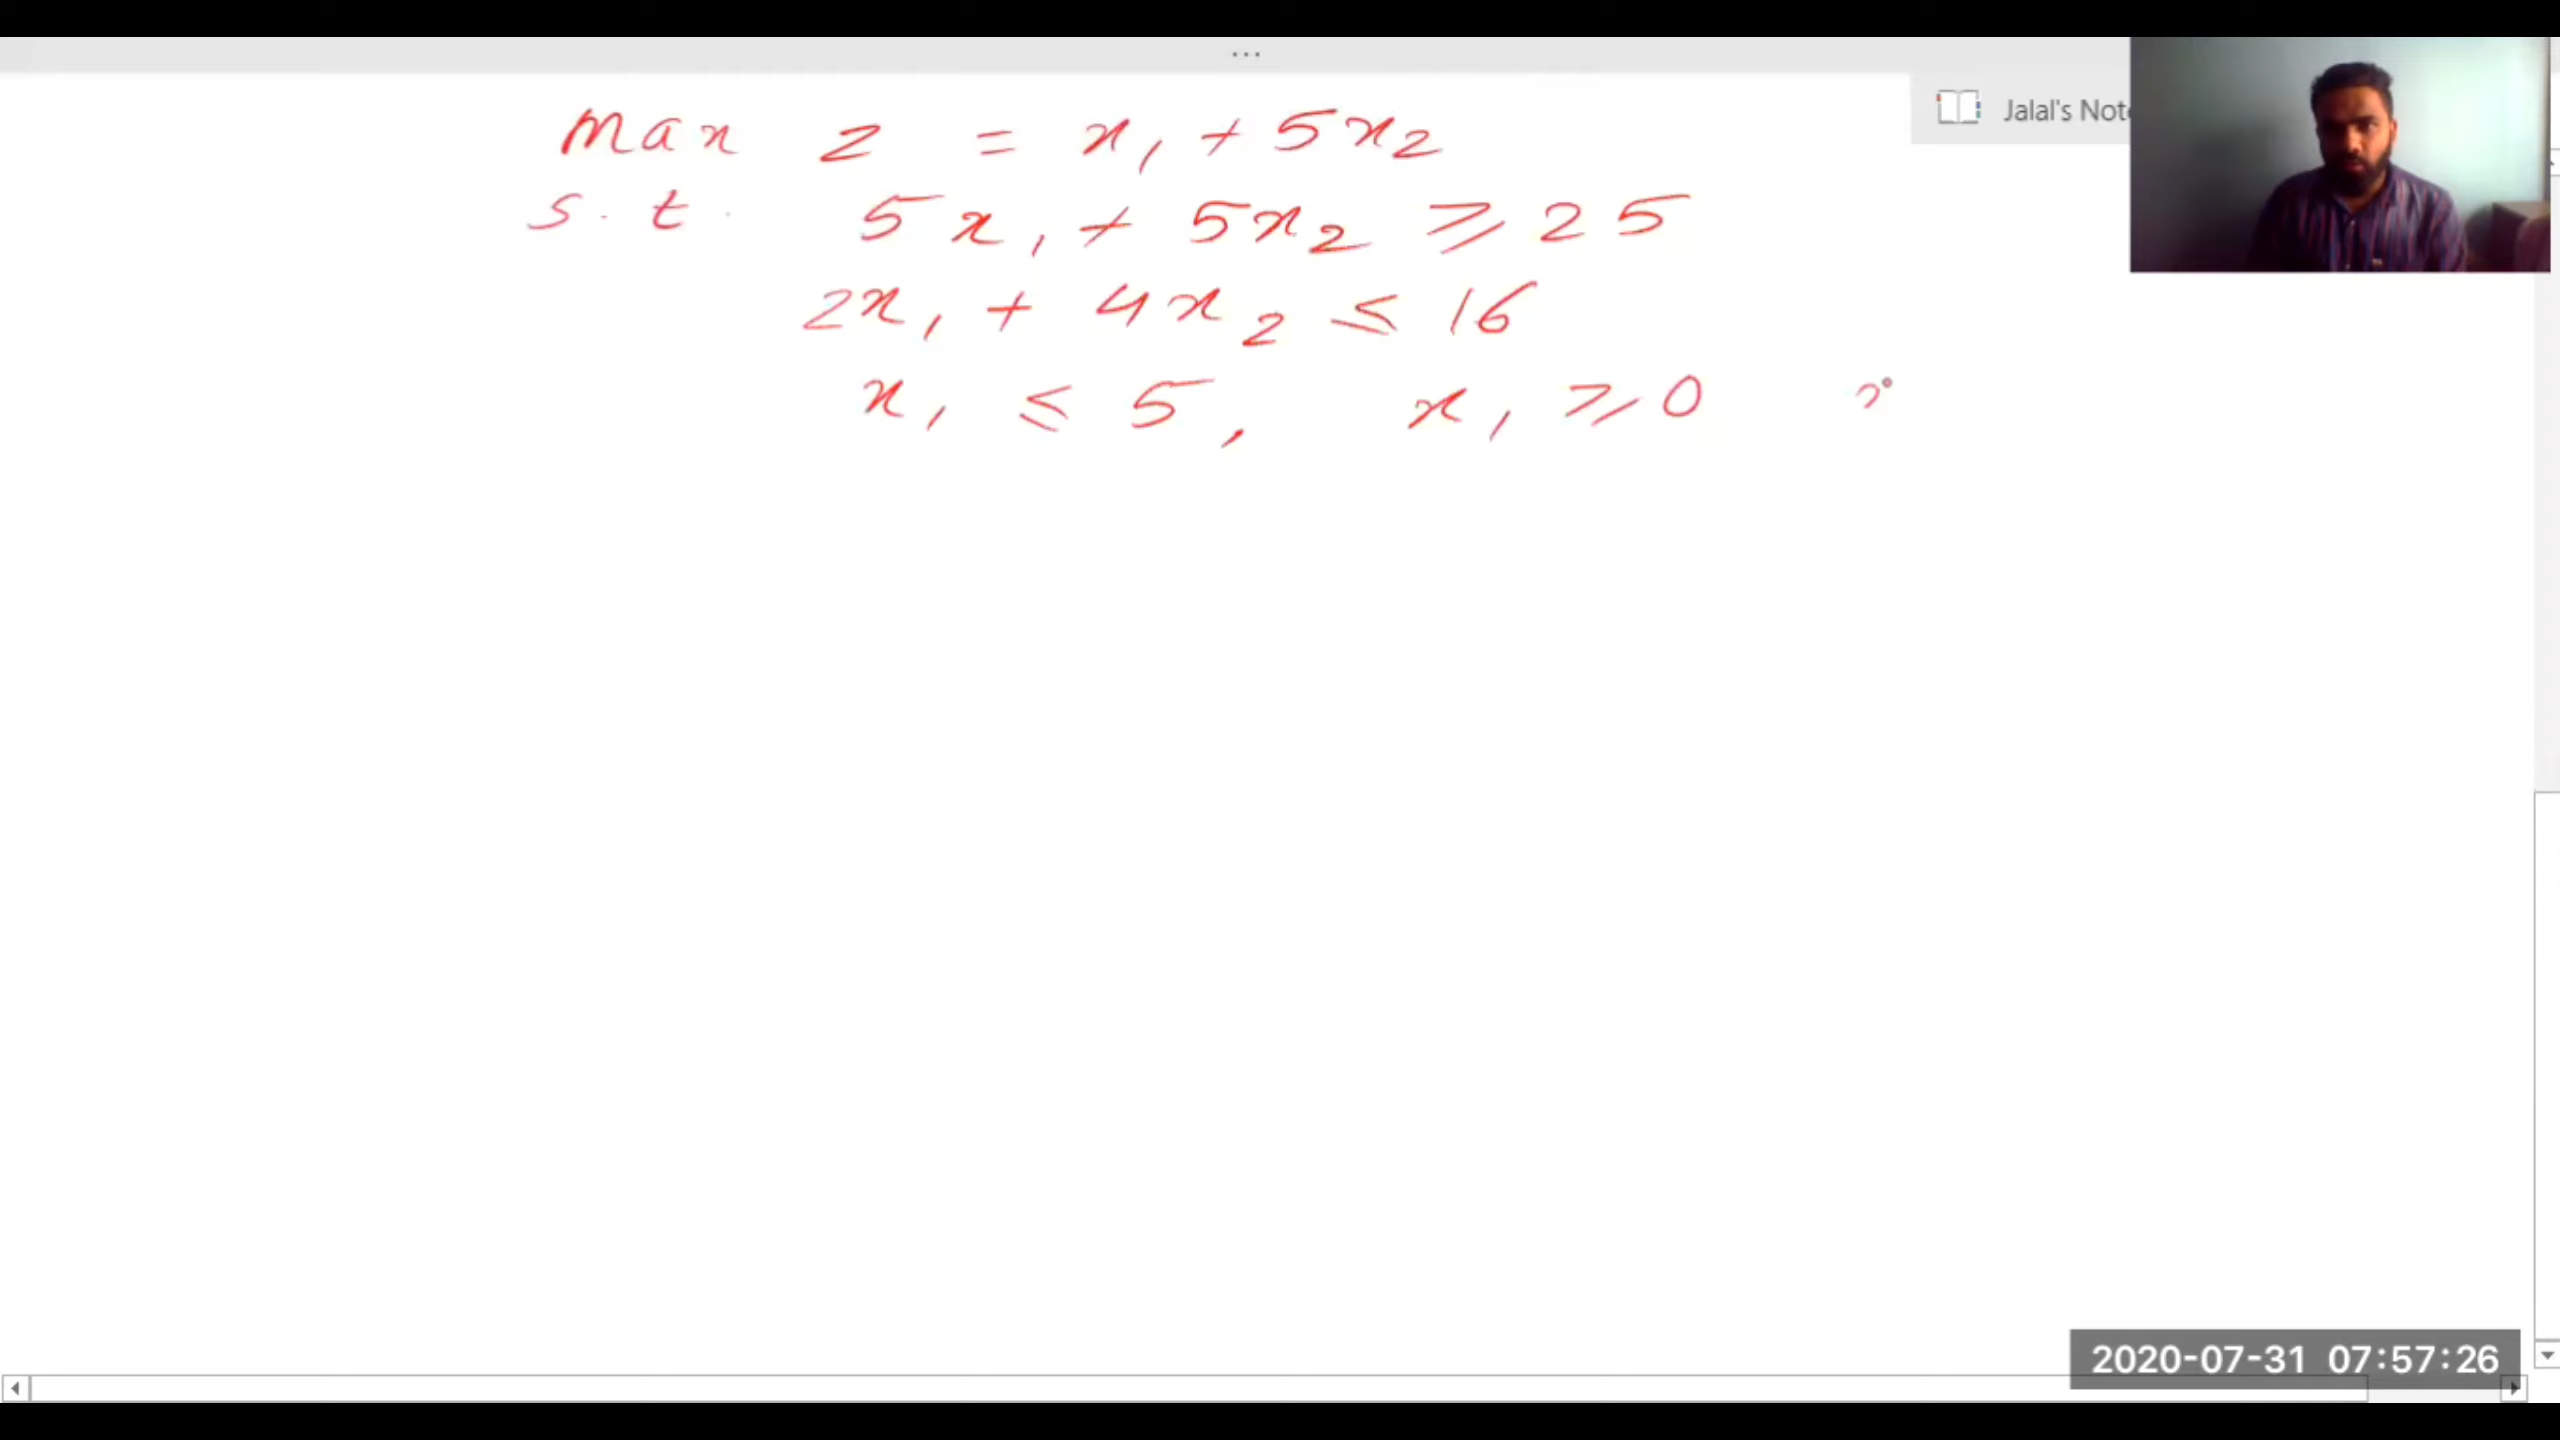 ...
Jalal's Not
max z = x₁ + 5x₂
s.t. 5x₁ + 5x₂ ≥ 25
2x₁ + 4x₂ ≤ 16
x₁ ≤ 5, x₁ ≥ 0
2020-07-31 07:57:26